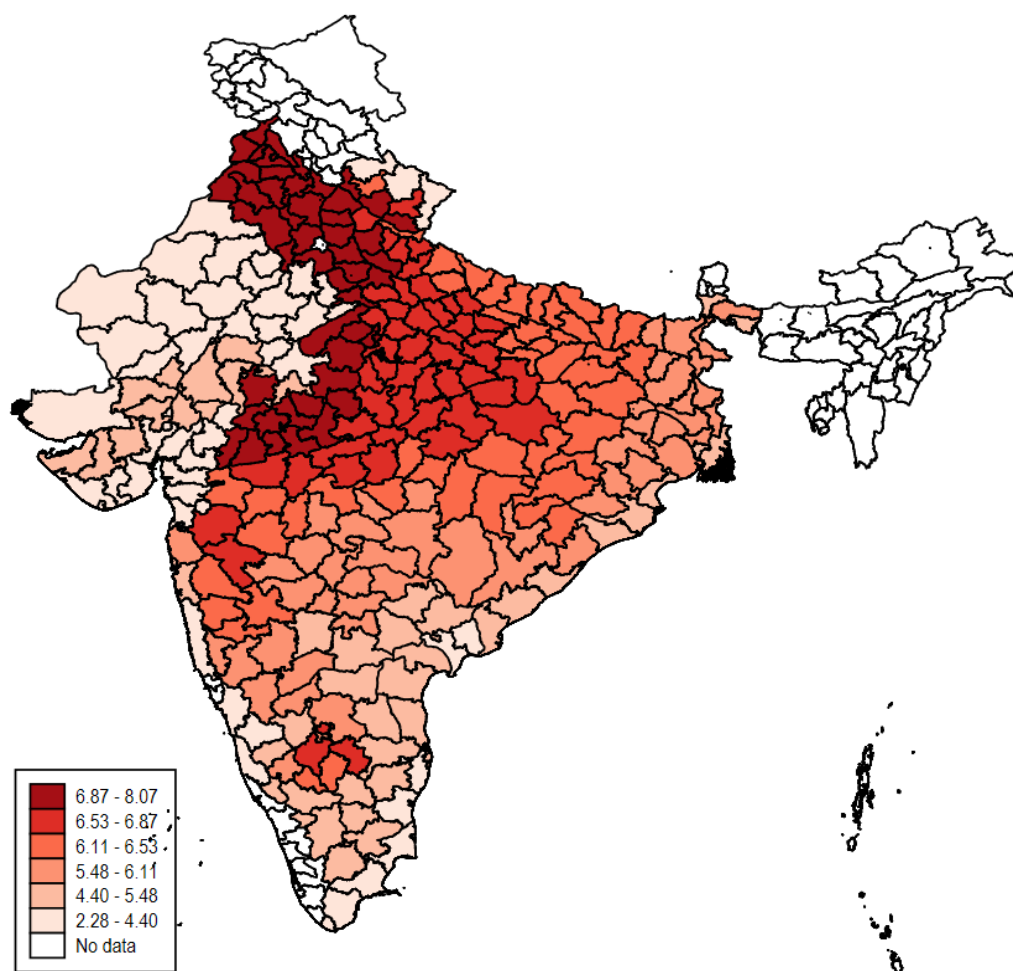 6.87 - 8.07
6.53 - 6.87
6.11 - 6.53
5.48 - 6.11
4.40 - 5.48
2.28 - 4.40
No data